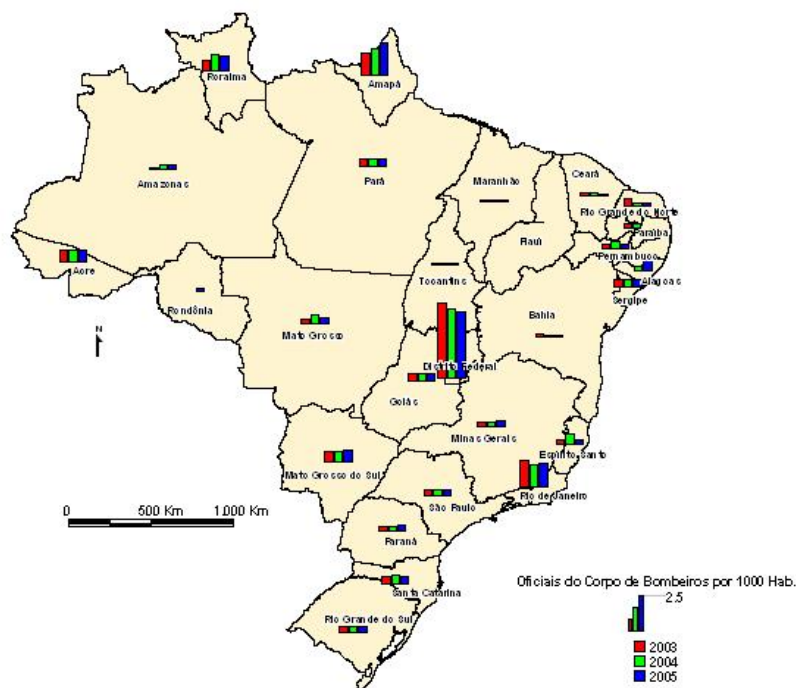 Roraima
Amapá
Amazonas
Pará
Maranhão
Ceará
Rio Grande do Norte
Paraíba
Piauí
Pernambuco
Acre
Tocantins
Alagoas
Rondônia
Sergipe
Bahia
N
Mato Grosso
Distrito Federal
Goiás
Minas Gerais
Espírito Santo
Mato Grosso do Sul
Rio de Janeiro
São Paulo
0 500 Km 1.000 Km
Paraná
Oficiais do Corpo de Bombeiros por 1000 Hab.
Santa Catarina
2.5
Rio Grande do Sul
2003
2004
2005